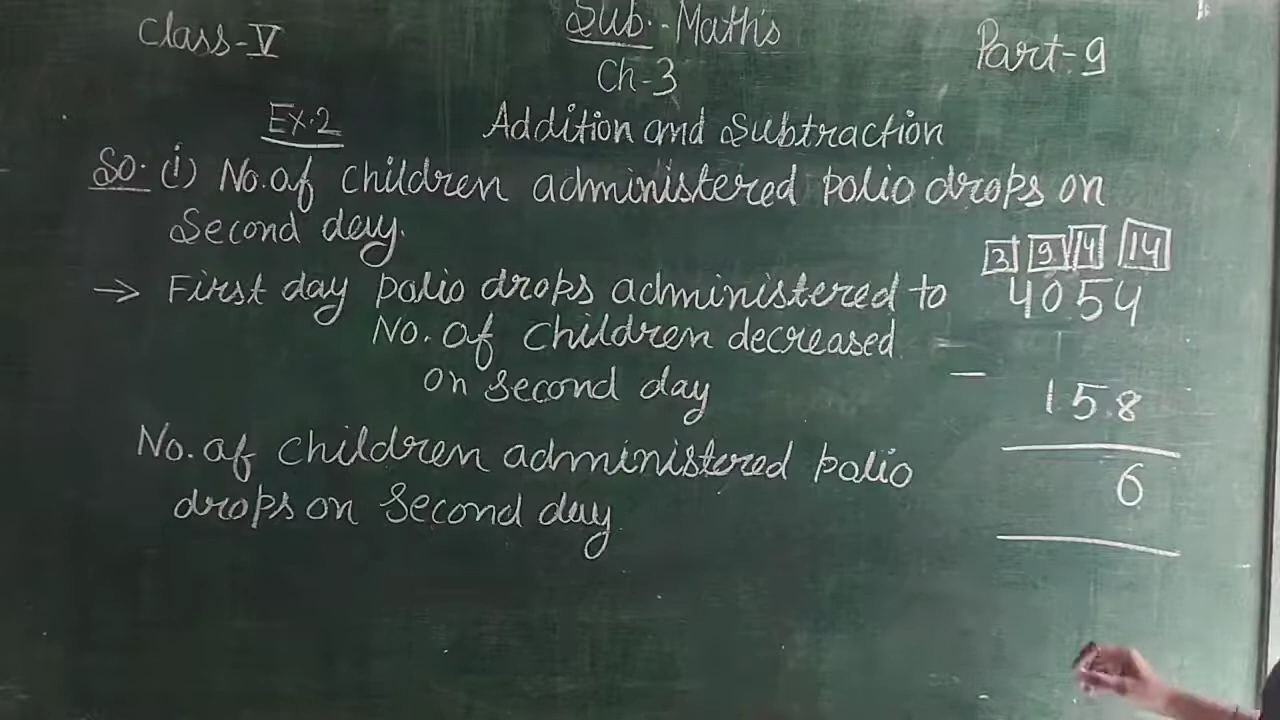 Class-V
Sub.-Math's
Part-9
Ch-3
Ex.2
Addition and Subtraction
So. (i) No. of children administered polio drops on
Second day.
3 9 14 14
→ First day polio drops administered to 4054
No. of children decreased
on second day - 158
No. of children administered polio 6
drops on second day